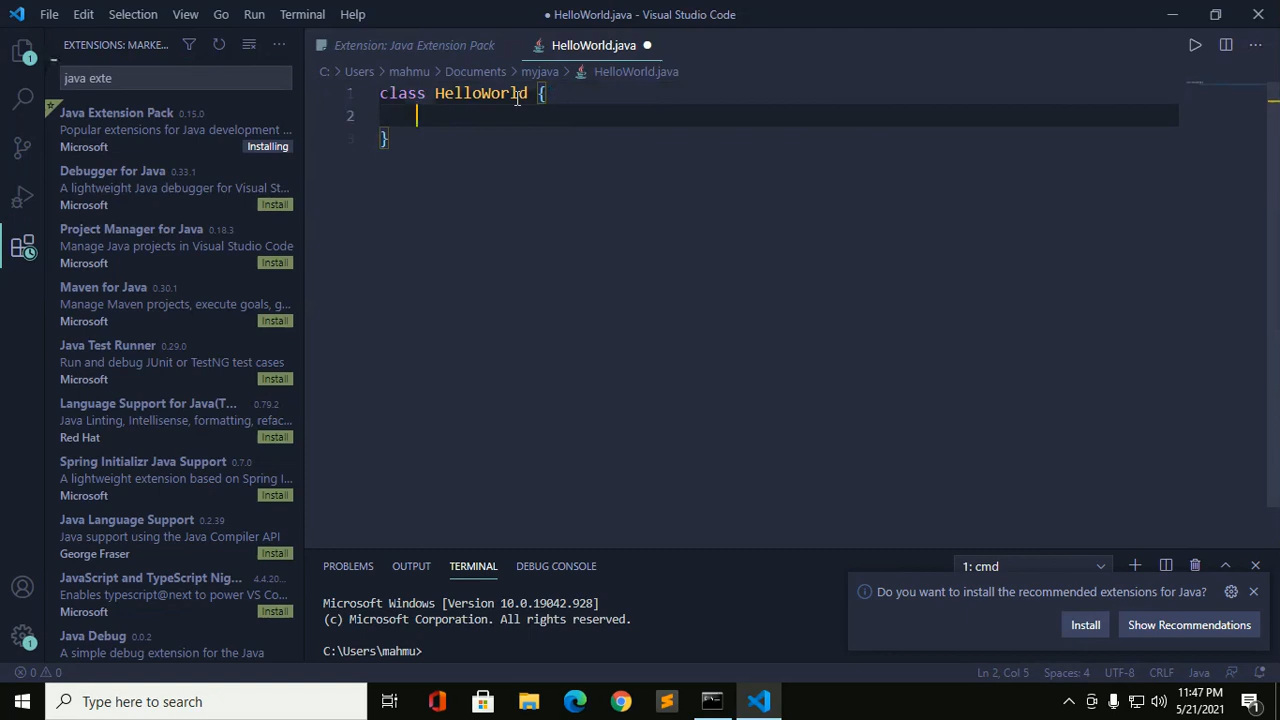 File Edit Selection View Go Run Terminal Help
● HelloWorld.java - Visual Studio Code
EXTENSIONS: MARKE...
java exte
Java Extension Pack 0.15.0
Popular extensions for Java development ...
Microsoft Installing
Debugger for Java 0.33.1
A lightweight Java debugger for Visual St...
Microsoft Install
Project Manager for Java 0.18.3
Manage Java projects in Visual Studio Code
Microsoft Install
Maven for Java 0.30.1
Manage Maven projects, execute goals, g...
Microsoft Install
Java Test Runner 0.29.0
Run and debug JUnit or TestNG test cases
Microsoft Install
Language Support for Java(T... 0.79.2
Java Linting, Intellisense, formatting, refac...
Red Hat Install
Spring Initializr Java Support 0.7.0
A lightweight extension based on Spring I...
Microsoft Install
Java Language Support 0.2.39
Java support using the Java Compiler API
George Fraser Install
JavaScript and TypeScript Nig... 4.4.20...
Enables typescript@next to power VS Co...
Microsoft Install
Java Debug 0.0.2
A simple debug extension for the Java
1
1
Extension: Java Extension Pack HelloWorld.java
C: > Users > mahmu > Documents > myjava > HelloWorld.java
1 class HelloWorld {
2
3 }
PROBLEMS OUTPUT TERMINAL DEBUG CONSOLE 1: cmd
Microsoft Windows [Version 10.0.19042.928]
(c) Microsoft Corporation. All rights reserved.
C:\Users\mahmu>
Do you want to install the recommended extensions for Java?
Install Show Recommendations
0 0 Ln 2, Col 5 Spaces: 4 UTF-8 CRLF Java
Type here to search
11:47 PM
5/21/2021
1